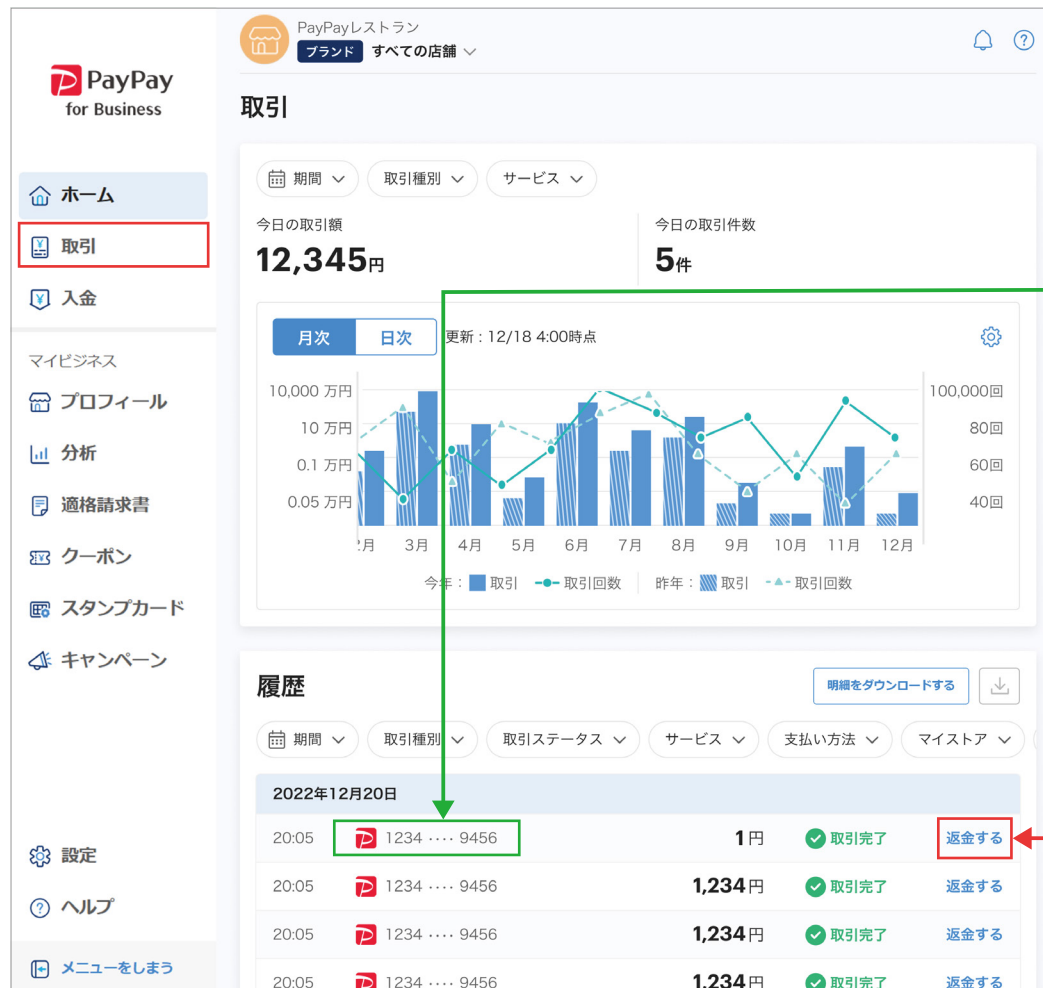 PayPay
for Business
ホーム
取引
入金
マイビジネス
プロフィール
分析
適格請求書
クーポン
スタンプカード
キャンペーン
設定
ヘルプ
メニューをしまう
PayPayレストラン
ブランド すべての店舗
取引
期間 取引種別 サービス
今日の取引額 今日の取引件数
12,345円 5件
月次 日次 更新 : 12/18 4:00時点
10,000 万円 100,000回
10 万円 80回
0.1 万円 60回
0.05 万円 40回
月 3月 4月 5月 6月 7月 8月 9月 10月 11月 12月
今年 : 取引 取引回数 昨年 : 取引 取引回数
履歴 明細をダウンロードする
期間 取引種別 取引ステータス サービス 支払い方法 マイストア
2022年12月20日
20:05 1234 ···· 9456 1円 取引完了 返金する
20:05 1234 ···· 9456 1,234円 取引完了 返金する
20:05 1234 ···· 9456 1,234円 取引完了 返金する
20:05 1234 ···· 9456 1,234円 取引完了 返金する